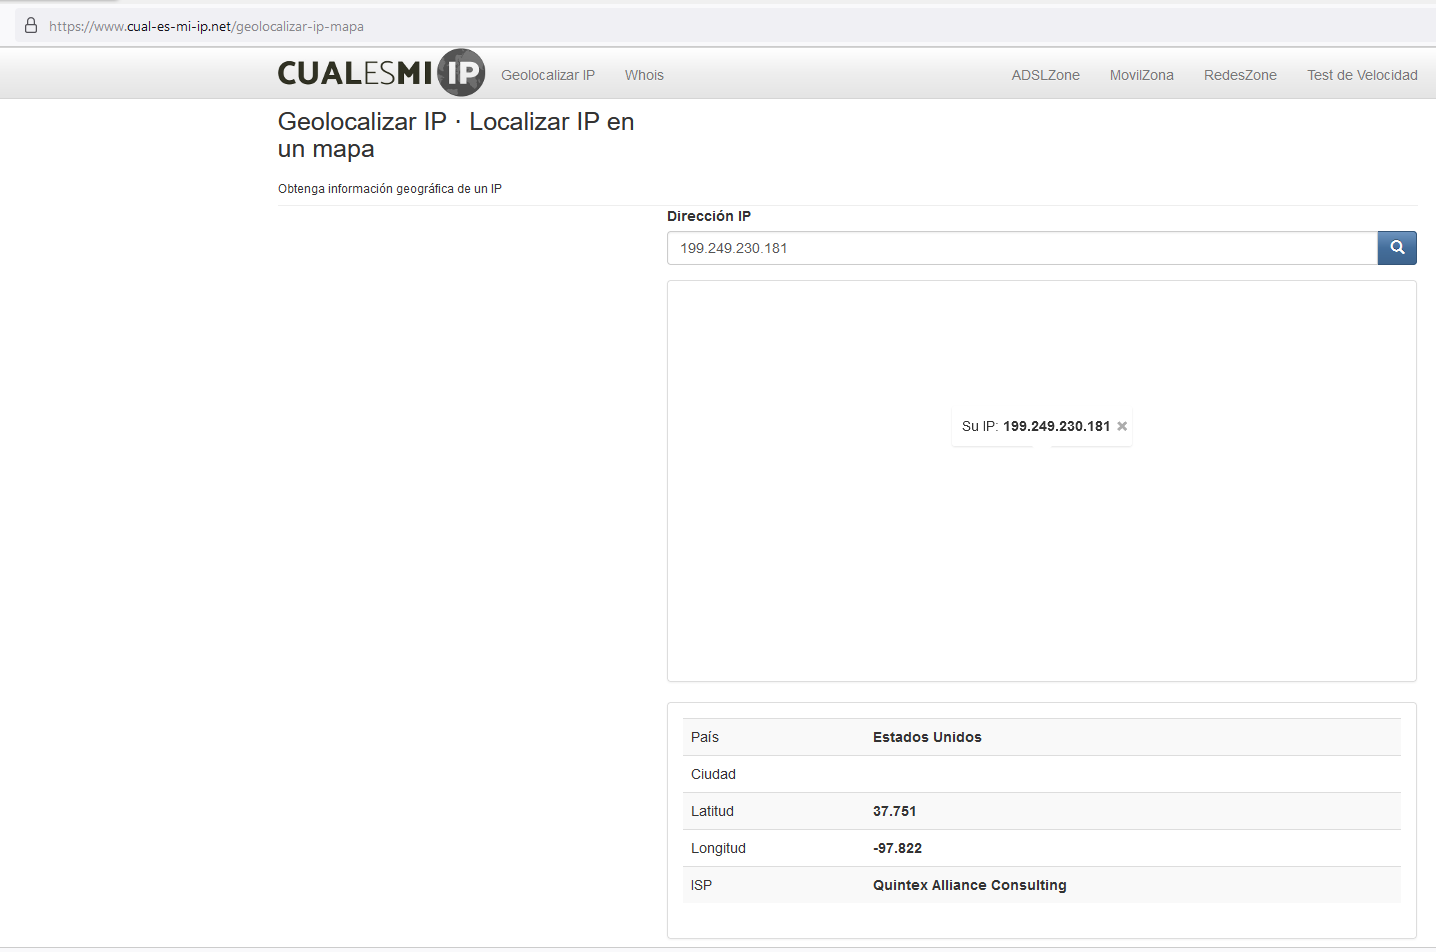 https://www.cual-es-mi-ip.net/geolocalizar-ip-mapa
CUALESMI IP Geolocalizar IP Whois ADSLZone MovilZona RedesZone Test de Velocidad
Geolocalizar IP · Localizar IP en
un mapa
Obtenga información geográfica de un IP
Dirección IP
199.249.230.181
Su IP: 199.249.230.181
País Estados Unidos
Ciudad
Latitud 37.751
Longitud -97.822
ISP Quintex Alliance Consulting